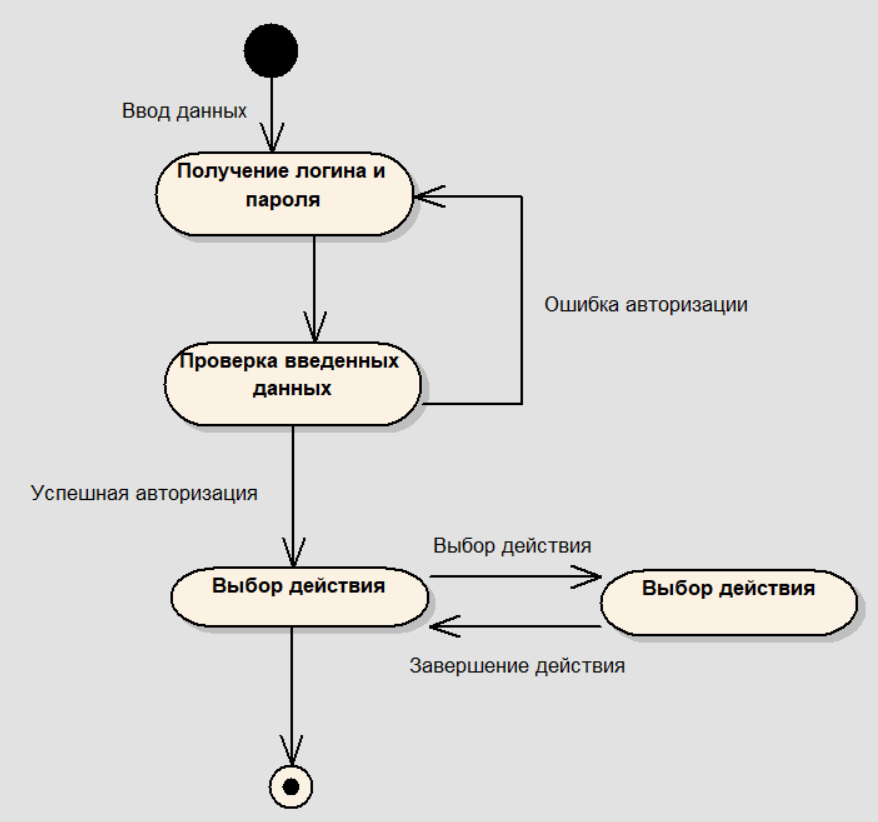 Ввод данных
Получение логина и
пароля
Ошибка авторизации
Проверка введенных
данных
Успешная авторизация
Выбор действия
Выбор действия
Выбор действия
Завершение действия